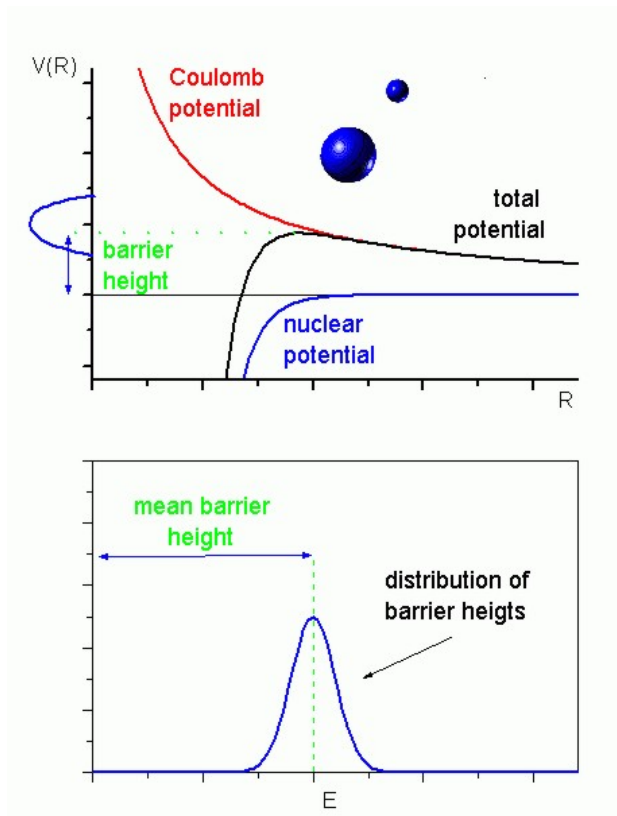 V(R)
Coulomb
potential
total
potential
barrier
height
nuclear
potential
R
mean barrier
height
distribution of
barrier heigts
E